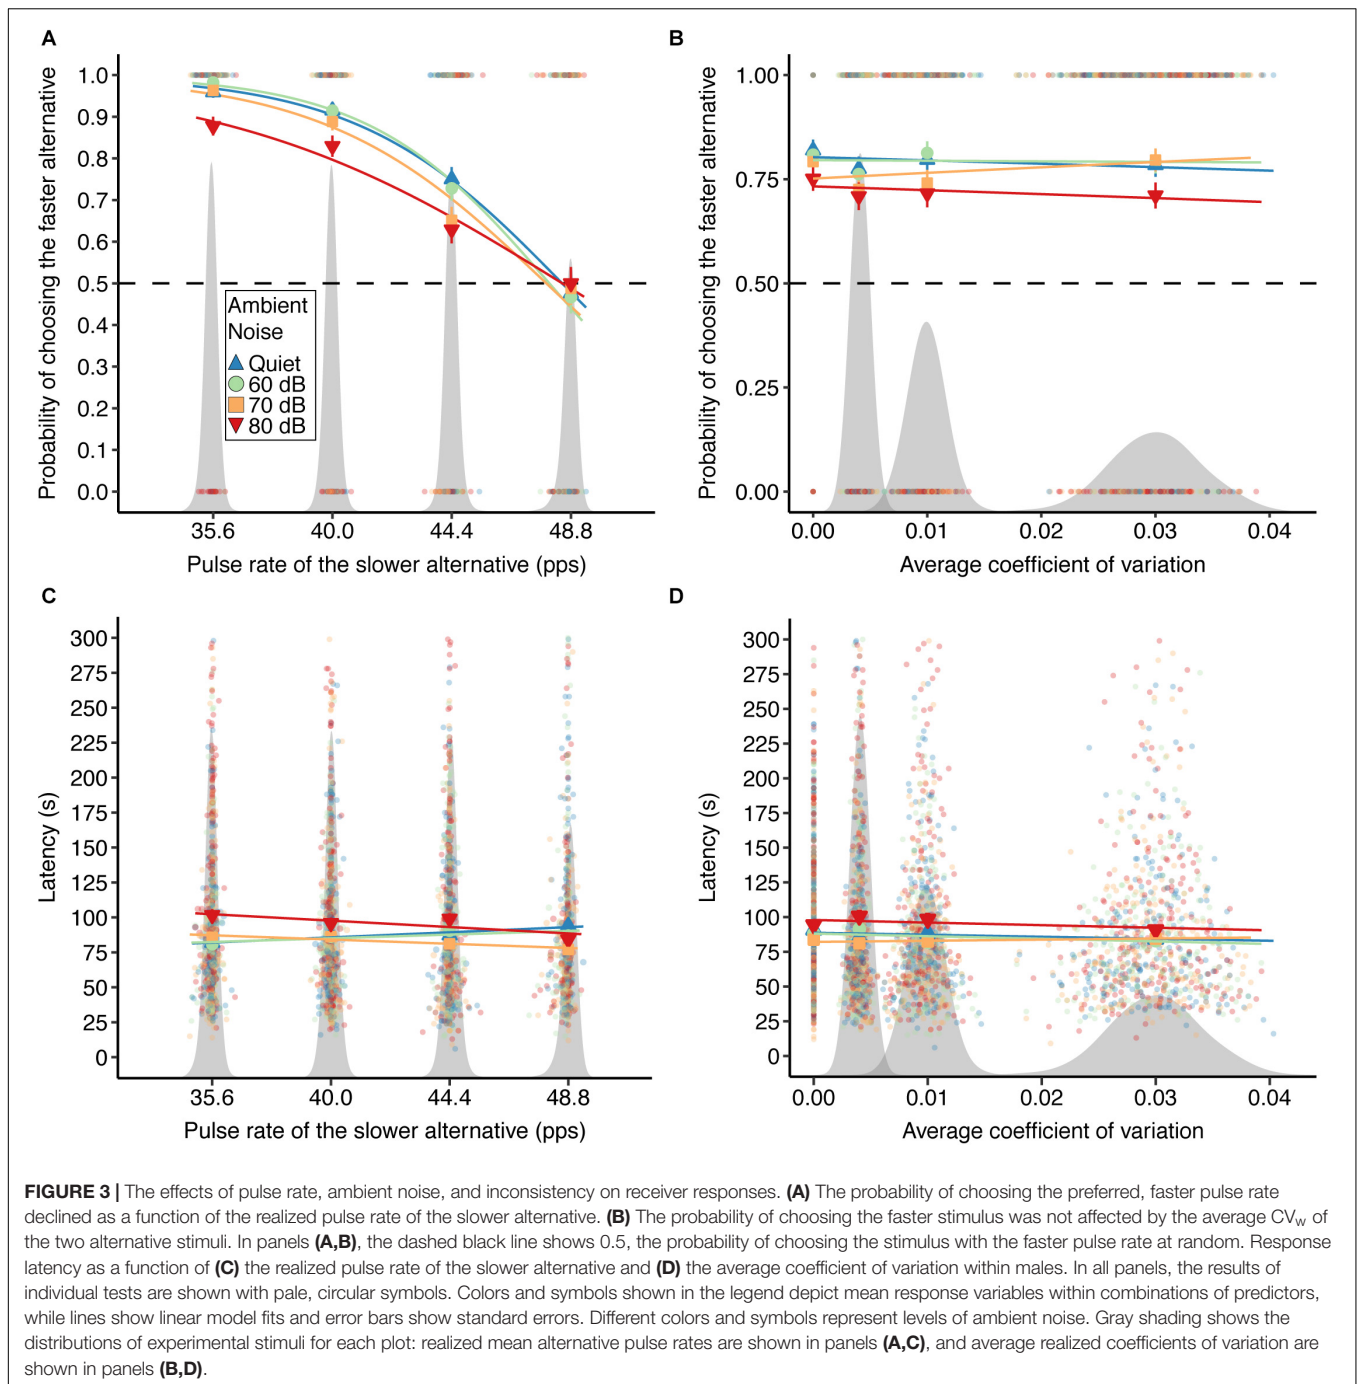 A
Probability of choosing the faster alternative
1.0
0.9
0.8
0.7
0.6
0.5
0.4
0.3
0.2
0.1
0.0
Ambient
Noise
Quiet
60 dB
70 dB
80 dB
35.6 40.0 44.4 48.8
Pulse rate of the slower alternative (pps)
B
Probability of choosing the faster alternative
1.00
0.75
0.50
0.25
0.00
0.00 0.01 0.02 0.03 0.04
Average coefficient of variation
C
Latency (s)
300
275
250
225
200
175
150
125
100
75
50
25
0
35.6 40.0 44.4 48.8
Pulse rate of the slower alternative (pps)
D
Latency (s)
300
275
250
225
200
175
150
125
100
75
50
25
0
0.00 0.01 0.02 0.03 0.04
Average coefficient of variation
FIGURE 3 | The effects of pulse rate, ambient noise, and inconsistency on receiver responses. (A) The probability of choosing the preferred, faster pulse rate
declined as a function of the realized pulse rate of the slower alternative. (B) The probability of choosing the faster stimulus was not affected by the average CVw of
the two alternative stimuli. In panels (A,B), the dashed black line shows 0.5, the probability of choosing the stimulus with the faster pulse rate at random. Response
latency as a function of (C) the realized pulse rate of the slower alternative and (D) the average coefficient of variation within males. In all panels, the results of
individual tests are shown with pale, circular symbols. Colors and symbols shown in the legend depict mean response variables within combinations of predictors,
while lines show linear model fits and error bars show standard errors. Different colors and symbols represent levels of ambient noise. Gray shading shows the
distributions of experimental stimuli for each plot: realized mean alternative pulse rates are shown in panels (A,C), and average realized coefficients of variation are
shown in panels (B,D).